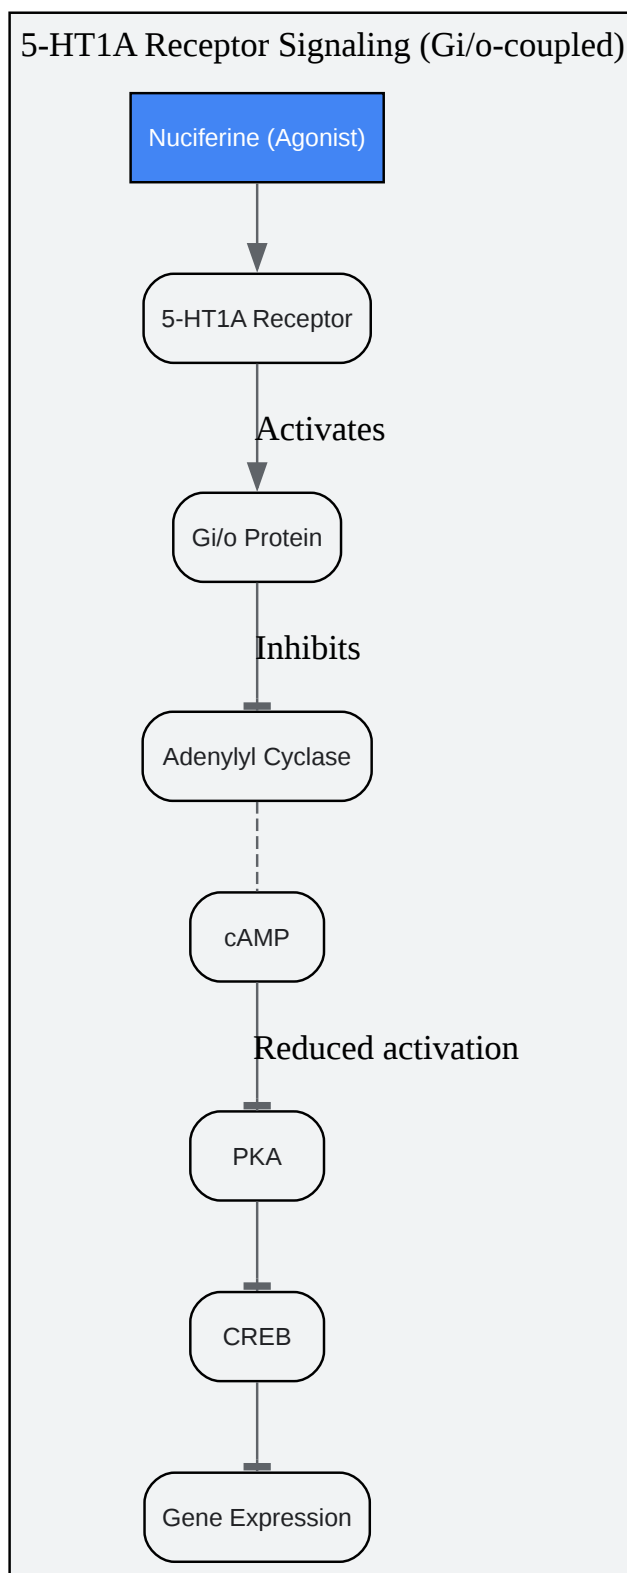 5-HT1A Receptor Signaling (Gi/o-coupled)
Nuciferine (Agonist)
5-HT1A Receptor
Activates
Gi/o Protein
Inhibits
Adenylyl Cyclase
cAMP
Reduced activation
PKA
CREB
Gene Expression